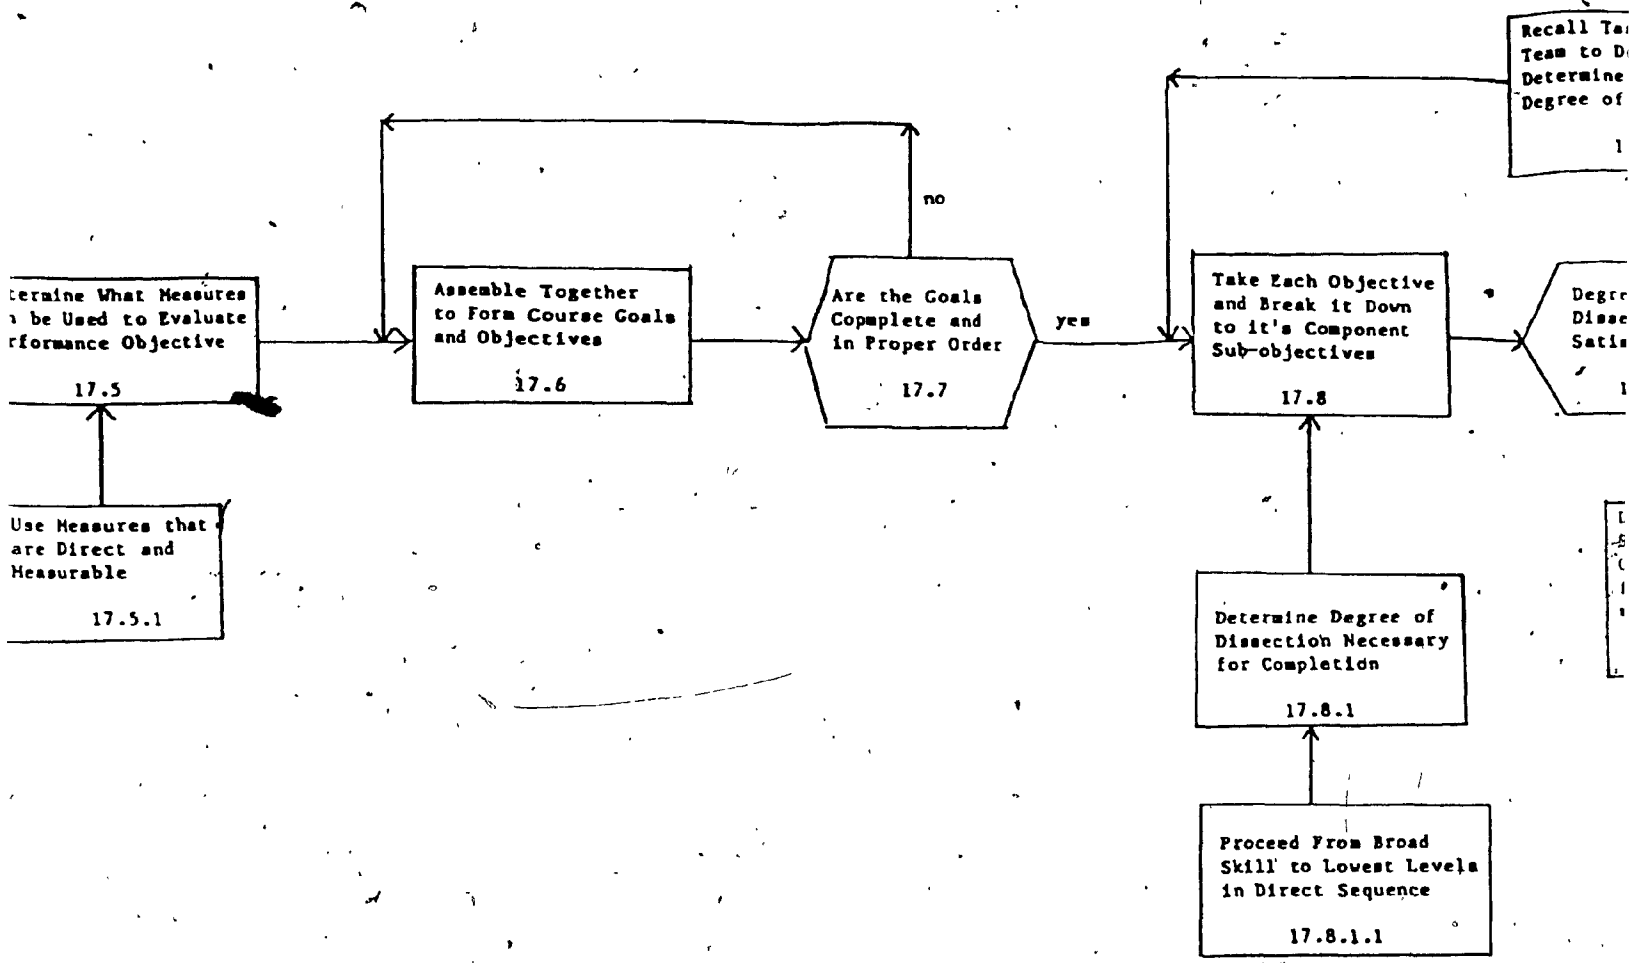 Recall
Team to
Determine
Degree of
no
termine What Measures
be Used to Evaluate
rformance Objective
17.5
Assemble Together
to Form Course Goals
and Objectives
17.6
Are the Goals
Copmplete and
in Proper Order
17.7
yes
Take Each Objective
and Break it Down
to it's Component
Sub-objectives
17.8
Degre
Disse
Satis
Use Measures that
are Direct and
Measurable
17.5.1
Determine Degree of
Dissection Necessary
for Completion
17.8.1
Proceed From Broad
Skill to Lowest Levels
in Direct Sequence
17.8.1.1